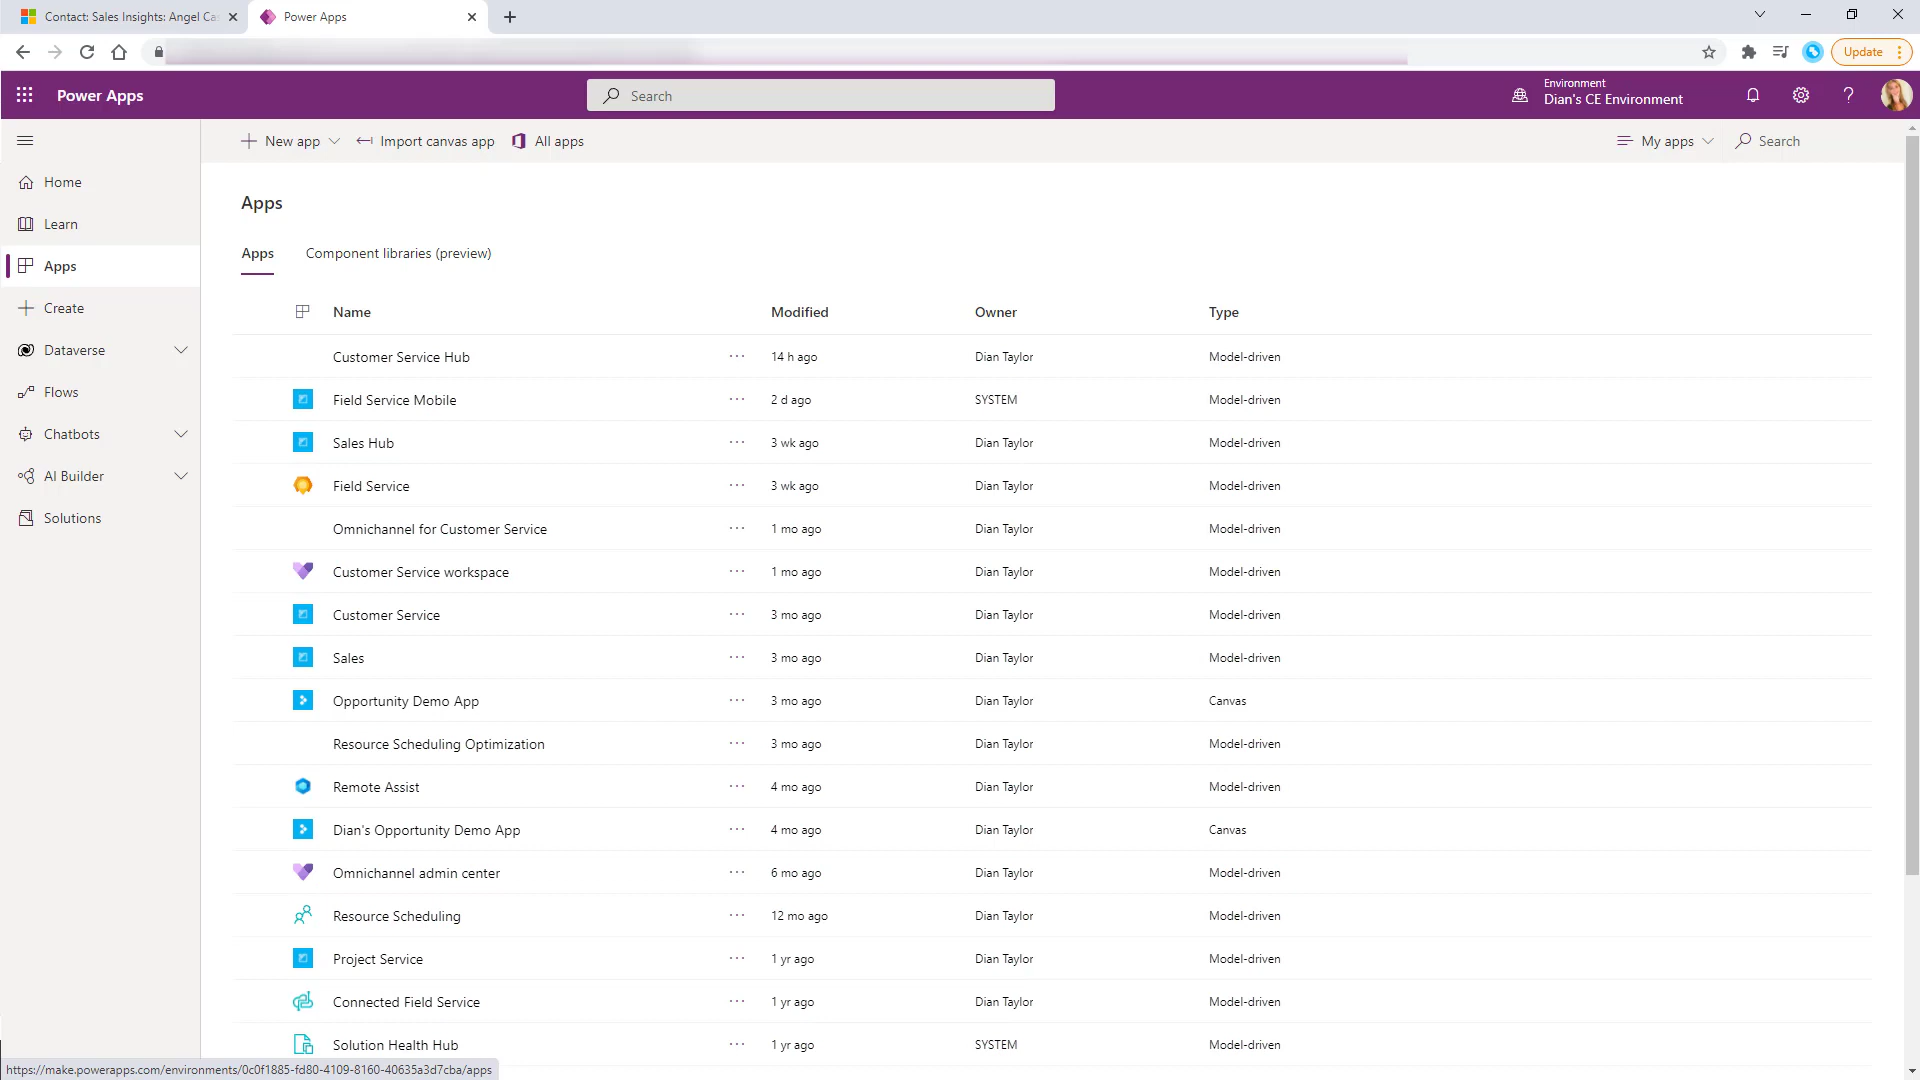 Contact: Sales Insights: Angel Ca
Power Apps
Update
Power Apps
Search
Environment
Dian's CE Environment
New app
Import canvas app
All apps
My apps
Search
Home
Learn
Apps
Create
Dataverse
Flows
Chatbots
AI Builder
Solutions
Apps
Apps
Component libraries (preview)
Name Modified Owner Type
Customer Service Hub ··· 14 h ago Dian Taylor Model-driven
Field Service Mobile ··· 2 d ago SYSTEM Model-driven
Sales Hub ··· 3 wk ago Dian Taylor Model-driven
Field Service ··· 3 wk ago Dian Taylor Model-driven
Omnichannel for Customer Service ··· 1 mo ago Dian Taylor Model-driven
Customer Service workspace ··· 1 mo ago Dian Taylor Model-driven
Customer Service ··· 3 mo ago Dian Taylor Model-driven
Sales ··· 3 mo ago Dian Taylor Model-driven
Opportunity Demo App ··· 3 mo ago Dian Taylor Canvas
Resource Scheduling Optimization ··· 3 mo ago Dian Taylor Model-driven
Remote Assist ··· 4 mo ago Dian Taylor Model-driven
Dian's Opportunity Demo App ··· 4 mo ago Dian Taylor Canvas
Omnichannel admin center ··· 6 mo ago Dian Taylor Model-driven
Resource Scheduling ··· 12 mo ago Dian Taylor Model-driven
Project Service ··· 1 yr ago Dian Taylor Model-driven
Connected Field Service ··· 1 yr ago Dian Taylor Model-driven
Solution Health Hub ··· 1 yr ago SYSTEM Model-driven
https://make.powerapps.com/environments/0c0f1885-fd80-4109-8160-40635a3d7cba/apps